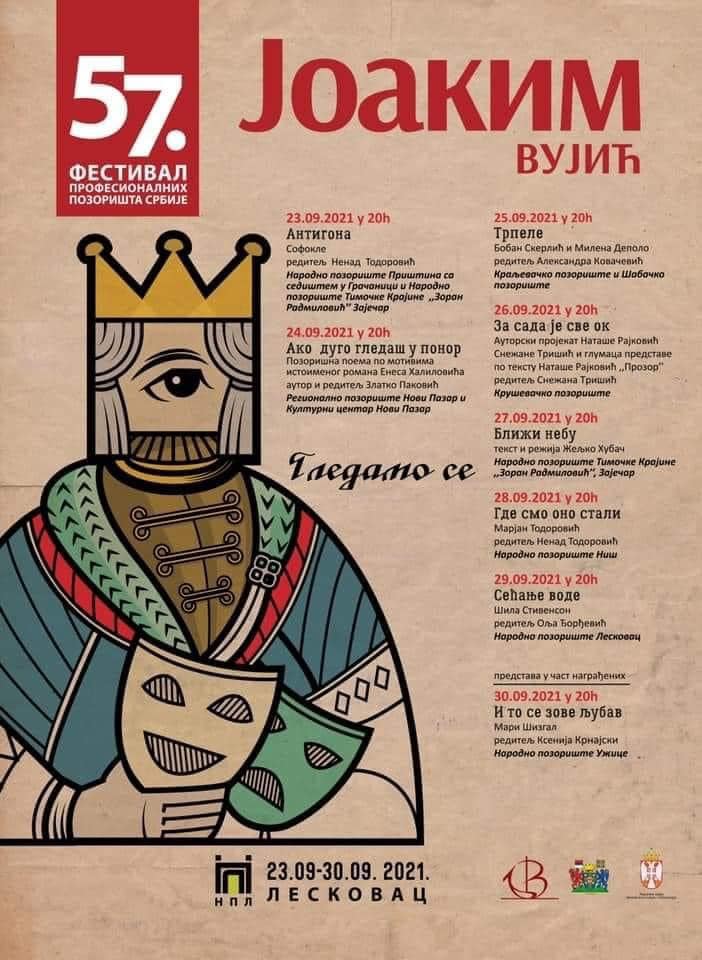 57.
ФЕСТИВАЛ
ПРОФЕСИОНАЛНИХ
ПОЗОРИШТА СРБИЈЕ
Јоаким
ВУЈИЋ
23.09.2021 у 20h
Антигона
Софокле
редитељ Ненад Тодоровић
Народно позориште Приштина са
седиштем у Грачаници и Народно
позориште Тимочке Крајине ,,Зоран
Радмиловић" Зајечар
24.09.2021 у 20h
Ако дуго гледаш у понор
Позоришна поема по мотивима
истоименог романа Енеса Халиловића
аутор и редитељ Златко Паковић
Регионално позориште Нови Пазар и
Културни центар Нови Пазар
Гледамо се
25.09.2021 у 20h
Трпеле
Бобан Скерлић и Милена Деполо
редитељ Александра Ковачевић
Краљевачко позориште и Шабачко
позориште
26.09.2021 у 20h
За сада је све ок
Ауторски пројекат Наташе Рајковић
Снежане Тришић и глумаца представе
по тексту Наташе Рајковић ,,Прозор"
редитељ Снежана Тришић
Крушевачко позориште
27.09.2021 у 20h
Ближи небу
текст и режија Жељко Хубач
Народно позориште Тимочке Крајине
,,Зоран Радмиловић", Зајечар
28.09.2021 у 20h
Где смо оно стали
Марјан Тодоровић
редитељ Ненад Тодоровић
Народно позориште Ниш
29.09.2021 у 20h
Сећање воде
Шила Стивенсон
редитељ Оља Ђорђевић
Народно позориште Лесковац
представа у част награђених
30.09.2021 у 20h
И то се зове љубав
Мари Шизгал
редитељ Ксенија Крнајски
Народно позориште Ужице
НПЛ
23.09-30.09. 2021.
ЛЕСКОВАЦ